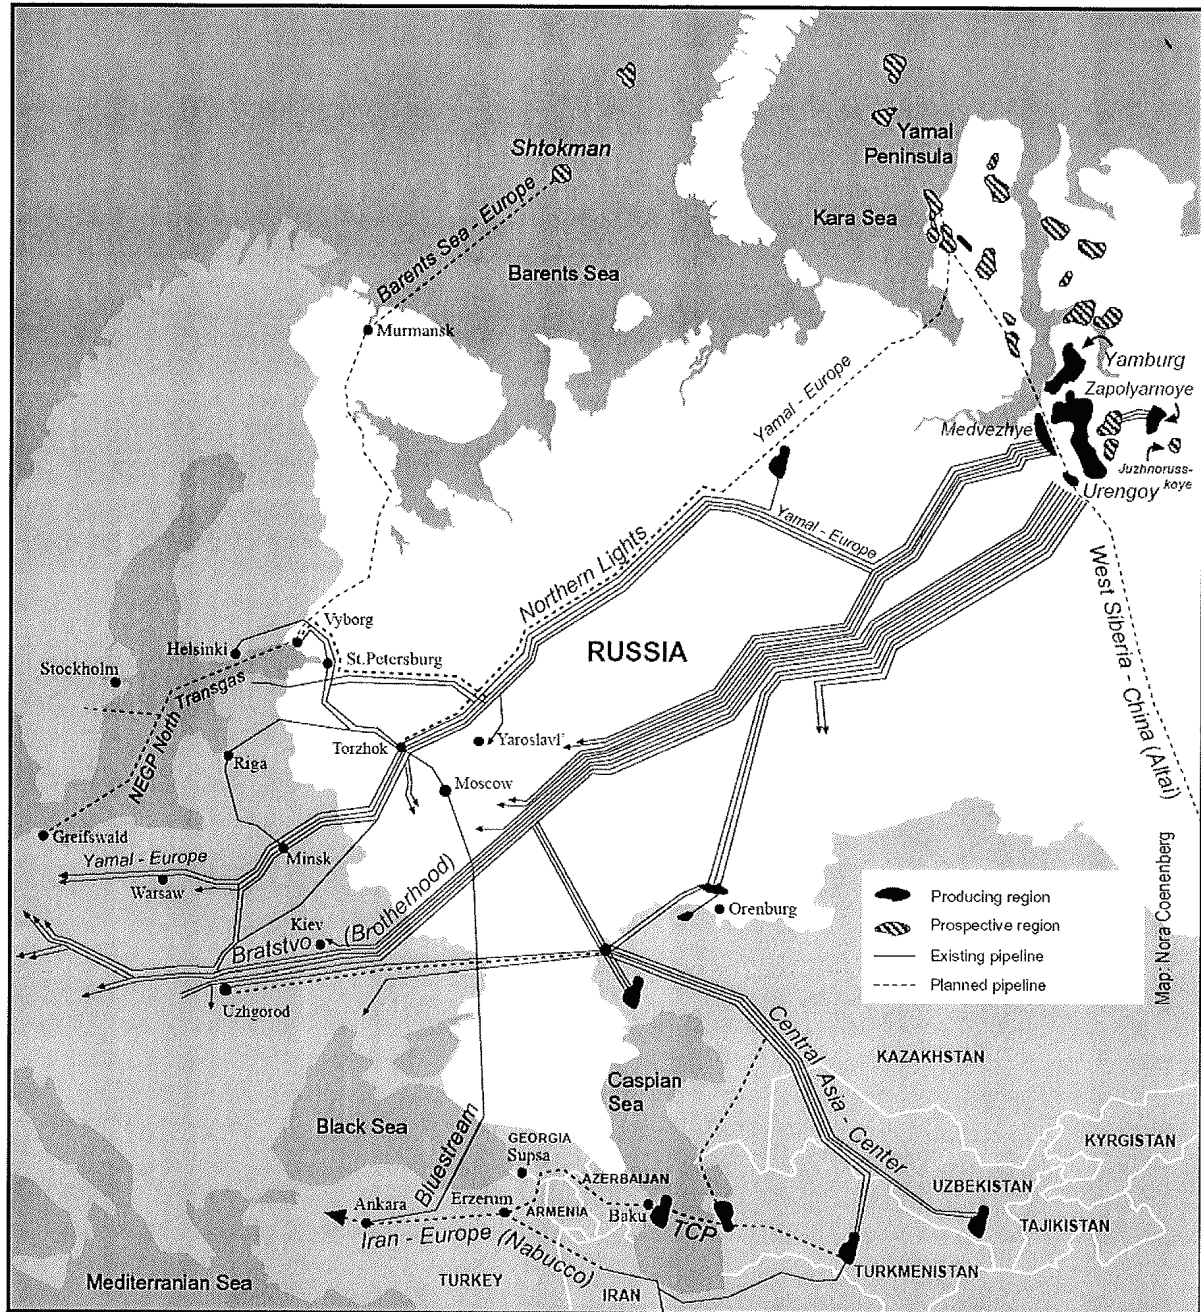 Shtokman
Yamal
Peninsula
Barents Sea - Europe
Kara Sea
Barents Sea
Murmansk
Yamburg
Zapolyarnoye
Medvezhye
Juzhnoruss-
koye
Urengoy
Yamal - Europe
Yamal - Europe
Northern Lights
West Siberia - China (Altai)
Vyborg
Helsinki
St.Petersburg
RUSSIA
Stockholm
NEGP North Transgas
Torzhok
Yaroslavl'
Riga
Moscow
Greifswald
Minsk
Yamal - Europe
Warsaw
Kiev
Bratstvo (Brotherhood)
Orenburg
Uzhgorod
Producing region
Prospective region
Existing pipeline
Planned pipeline
Map: Nora Coenenberg
Central Asia - Center
KAZAKHSTAN
Caspian
Sea
Black Sea
Bluestream
GEORGIA
Supsa
KYRGISTAN
AZERBAIJAN
UZBEKISTAN
Ankara
Erzerum
ARMENIA
Baku
TCP
TAJIKISTAN
Iran - Europe (Nabucco)
TURKMENISTAN
Mediterranian Sea
TURKEY
IRAN